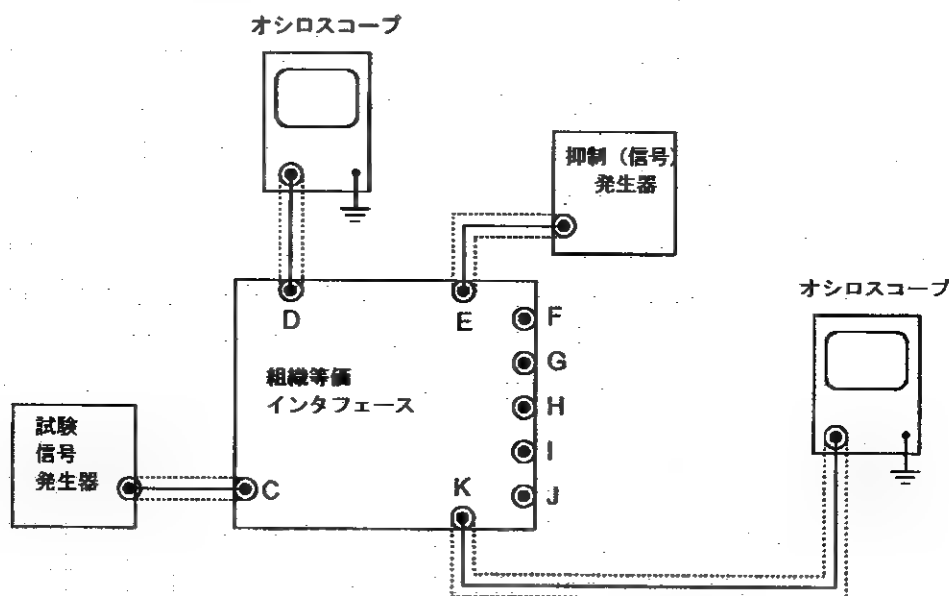 オシロスコープ
抑制（信号）
発生器
オシロスコープ
D
E
F
G
組織等価
インタフェース
H
試験
信号
発生器
I
C
K
J